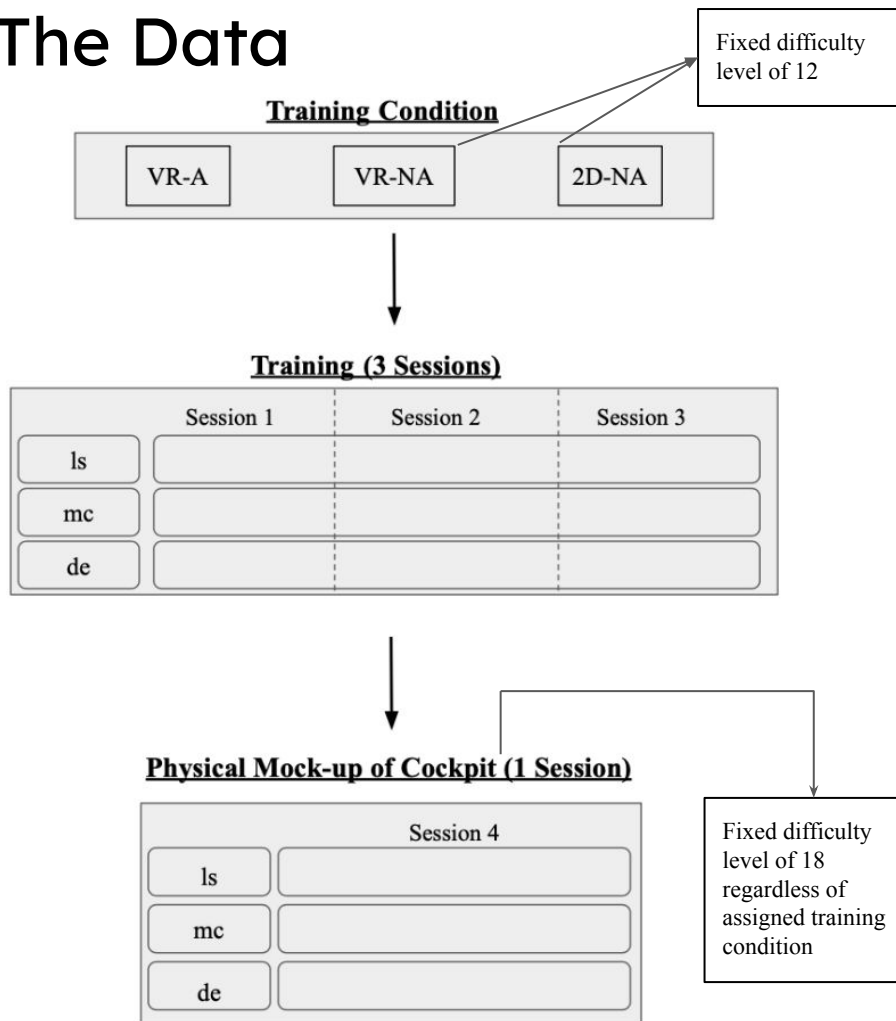 The Data
Fixed difficulty
level of 12
Training Condition
VR-A
VR-NA
2D-NA
Training (3 Sessions)
Session 1
Session 2
Session 3
ls
mc
de
Physical Mock-up of Cockpit (1 Session)
Session 4
ls
mc
de
Fixed difficulty
level of 18
regardless of
assigned training
condition